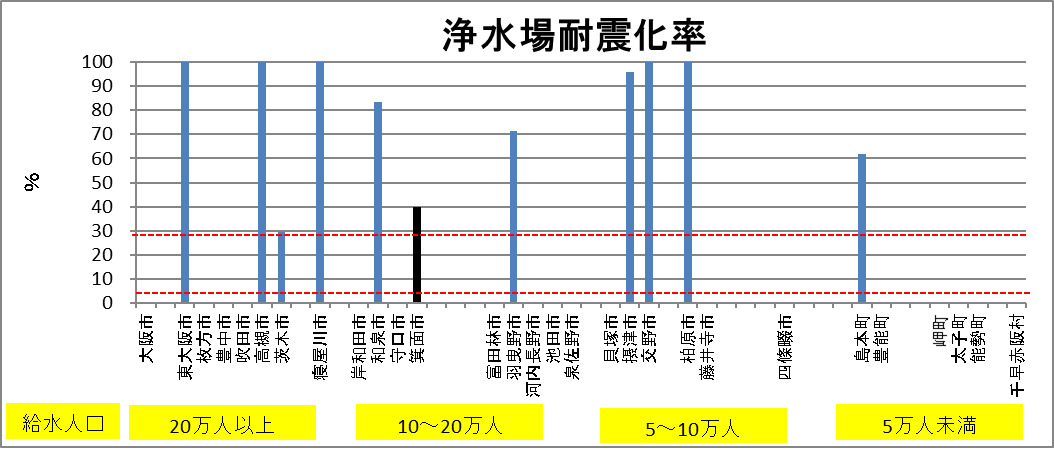 浄水場耐震化率
%
100
90
80
70
60
50
40
30
20
10
0
大阪市
東大阪市
枚方市
豊中市
吹田市
高槻市
茨木市
寝屋川市
岸和田市
和泉市
守口市
箕面市
富田林市
羽曳野市
河内長野市
池田市
泉佐野市
貝塚市
摂津市
交野市
柏原市
藤井寺市
四條畷市
島本町
豊能町
岬町
太子町
能勢町
千早赤阪村
給水人口
20万人以上
10～20万人
5～10万人
5万人未満